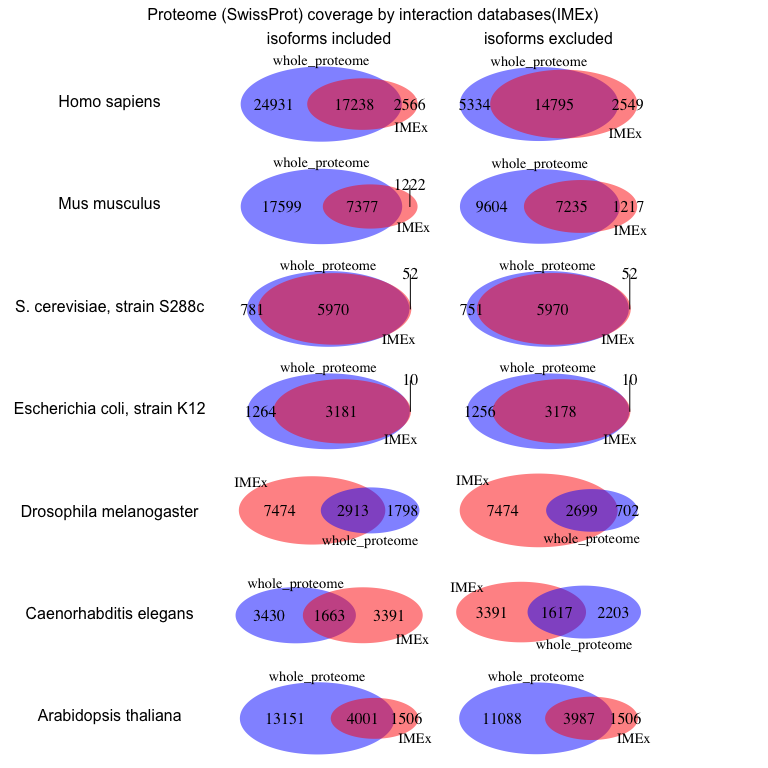 Proteome (SwissProt) coverage by interaction databases(IMEx)
isoforms included isoforms excluded
whole_proteome whole_proteome
Homo sapiens 24931 17238 2566 5334 14795 2549
IMEx IMEx
whole_proteome whole_proteome
1222
Mus musculus 17599 7377 9604 7235 1217
IMEx IMEx
whole_proteome whole_proteome
52 52
S. cerevisiae, strain S288c 781 5970 751 5970
IMEx IMEx
whole_proteome whole_proteome
10 10
Escherichia coli, strain K12 1264 3181 1256 3178
IMEx IMEx
IMEx IMEx
Drosophila melanogaster 7474 2913 1798 7474 2699 702
whole_proteome whole_proteome
whole_proteome IMEx
Caenorhabditis elegans 3430 1663 3391 3391 1617 2203
IMEx whole_proteome
whole_proteome whole_proteome
Arabidopsis thaliana 13151 4001 1506 11088 3987 1506
IMEx IMEx